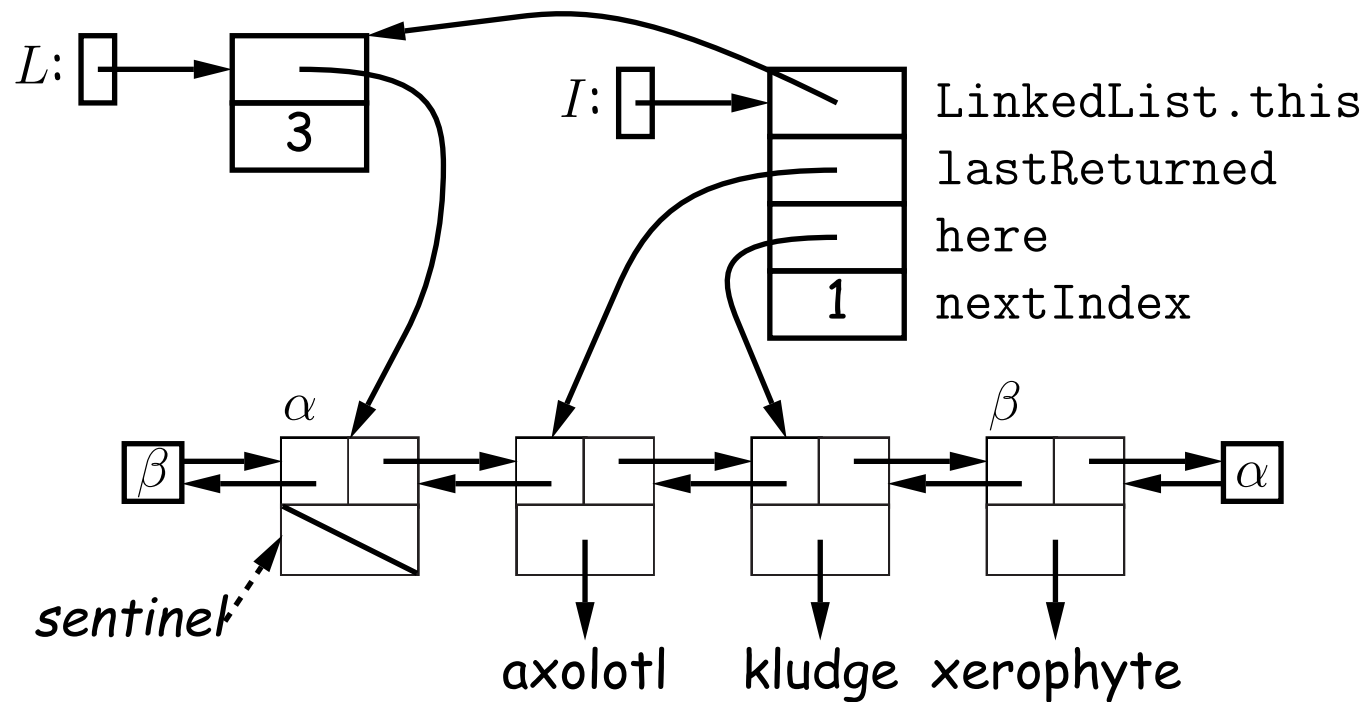 L:
3
I:
LinkedList.this
lastReturned
here
1 nextIndex
α
β
β
α
sentinel
axolotl kludge xerophyte